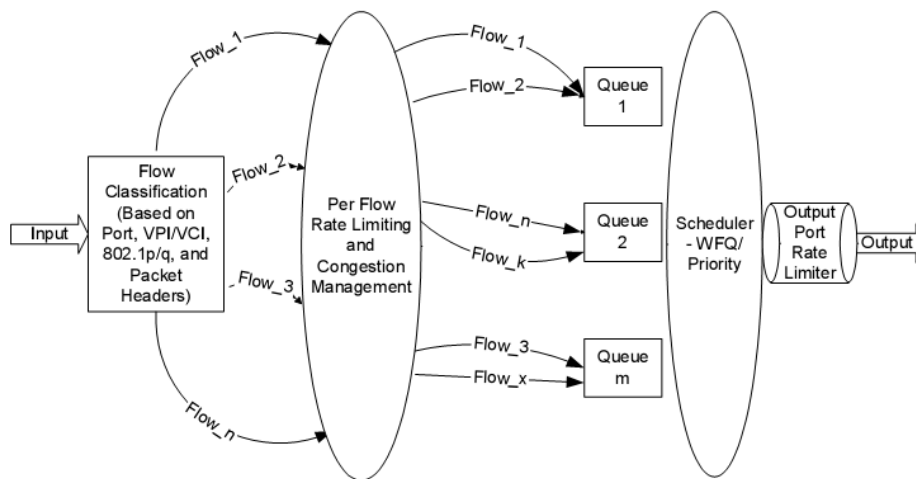 Input
Flow
Classification
(Based on
Port, VPI/VCI,
802.1p/q, and
Packet
Headers)
Flow_1
Flow_2
Flow_3
Flow_n
Per Flow
Rate Limiting
and
Congestion
Management
Flow_1
Flow_2
Flow_n
Flow_k
Flow_3
Flow_x
Queue
1
Queue
2
Queue
m
Scheduler
- WFQ/
Priority
Output
Port
Rate
Limiter
Output